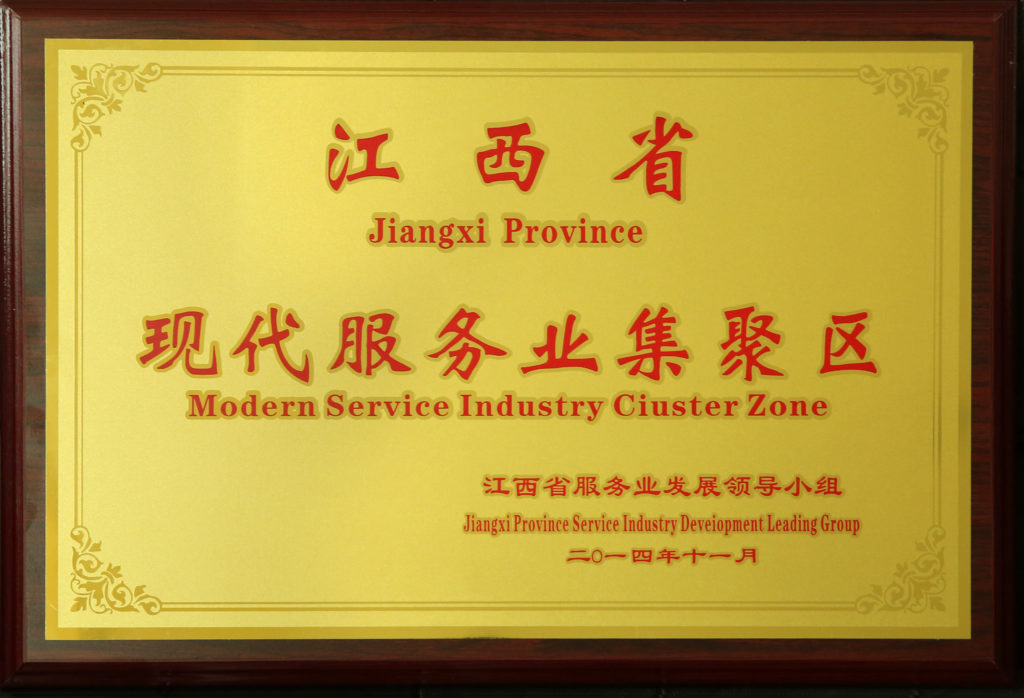 江西省
Jiangxi Province
现代服务业集聚区
Modern Service Industry Ciuster Zone
江西省服务业发展领导小组
Jiangxi Province Service Industry Deveiopment Leading Group
二〇一四年十一月